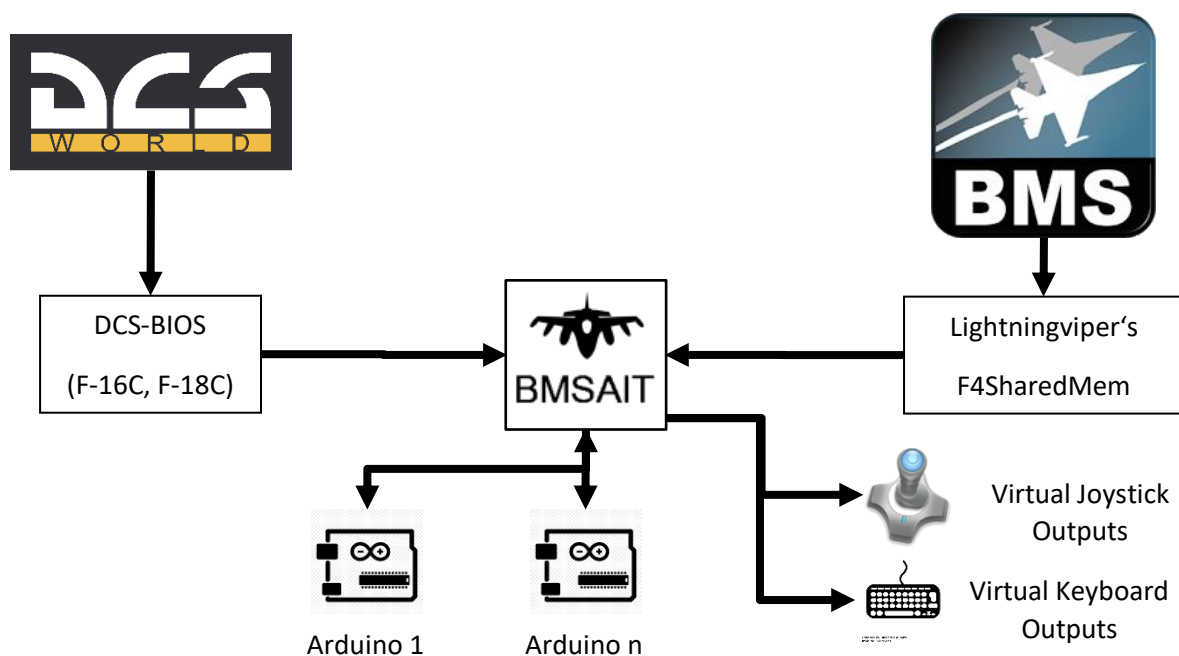 DCS
WORLD
BMS
DCS-BIOS
(F-16C, F-18C)
BMSAIT
Lightningviper‘s
F4SharedMem
Virtual Joystick
Outputs
Virtual Keyboard
Outputs
Arduino 1
Arduino n